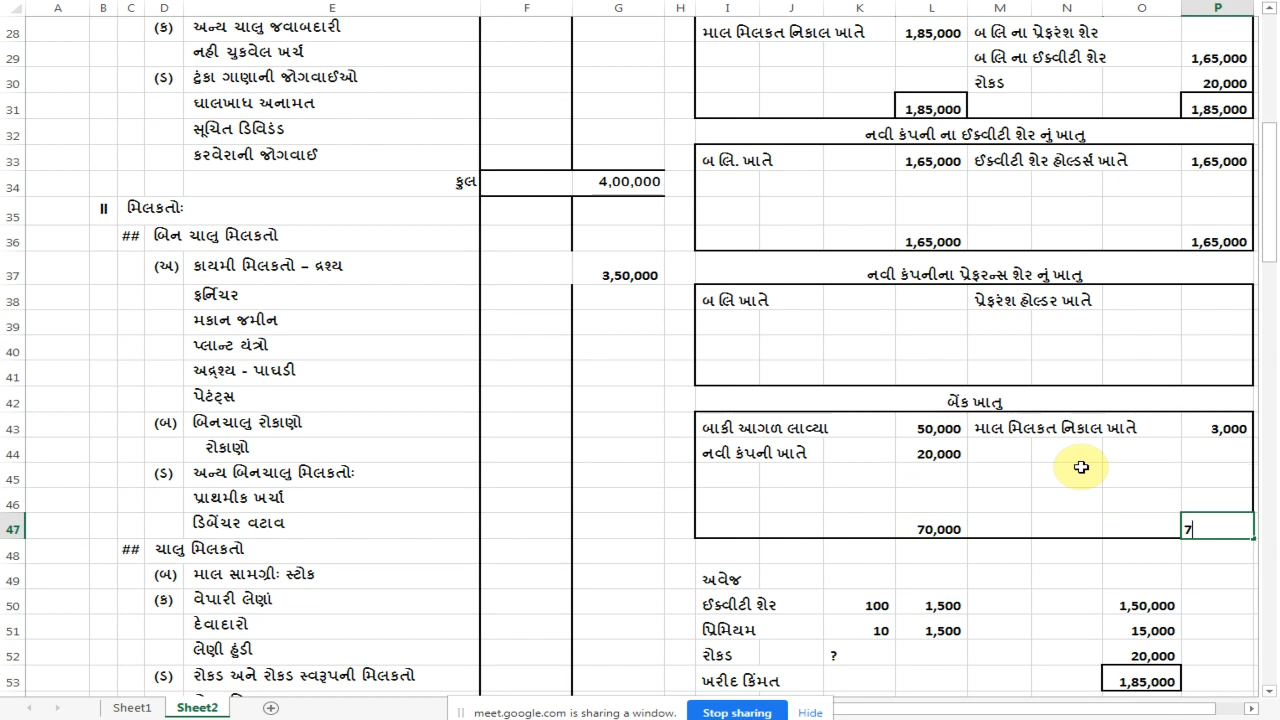 A B C D E F G H I J K L M N O P
28 (ક) અન્ય ચાલુ જવાબદારી માલ મિલકત નિકાલ ખાતે 1,85,000 બ લિ ના પ્રેફરંશ શેર
29 નહી ચુકવેલ ખર્ચ બ લિ ના ઈક્વીટી શેર 1,65,000
30 (ડ) ટુંકા ગાણાની જોગવાઈઓ રોકડ 20,000
31 ઘાલખાધ અનામત 1,85,000 1,85,000
32 સૂચિત ડિવિડંડ નવી કંપની ના ઈક્વીટી શેર નું ખાતુ
33 કરવેરાની જોગવાઈ બ લિ. ખાતે 1,65,000 ઈક્વીટી શેર હોલ્ડર્સ ખાતે 1,65,000
34 કુલ 4,00,000
35 II મિલકતોઃ
36 ## બિન ચાલુ મિલકતો 1,65,000 1,65,000
37 (અ) કાયમી મિલકતો – દ્રશ્ય 3,50,000 નવી કંપનીના પ્રેફરન્સ શેર નું ખાતુ
38 ફર્નિચર બ લિ ખાતે પ્રેફરંશ હોલ્ડર ખાતે
39 મકાન જમીન
40 પ્લાન્ટ યંત્રો
41 અદ્રશ્ય - પાઘડી
42 પેટંટ્સ બેંક ખાતુ
43 (બ) બિનચાલુ રોકાણો બાકી આગળ લાવ્યા 50,000 માલ મિલકત નિકાલ ખાતે 3,000
44 રોકાણો નવી કંપની ખાતે 20,000
45 (ડ) અન્ય બિનચાલુ મિલકતોઃ
46 પ્રાથમીક ખર્ચા
47 ડિબેંચર વટાવ 70,000 7
48 ## ચાલુ મિલકતો
49 (બ) માલ સામગ્રીઃ સ્ટોક અવેજ
50 (ક) વેપારી લેણાં ઈક્વીટી શેર 100 1,500 1,50,000
51 દેવાદારો પ્રિમિયમ 10 1,500 15,000
52 લેણી હુંડી રોકડ ? 20,000
53 (ડ) રોકડ અને રોકડ સ્વરૂપની મિલકતો ખરીદ કિંમત 1,85,000
Sheet1 Sheet2
meet.google.com is sharing a window. Stop sharing Hide